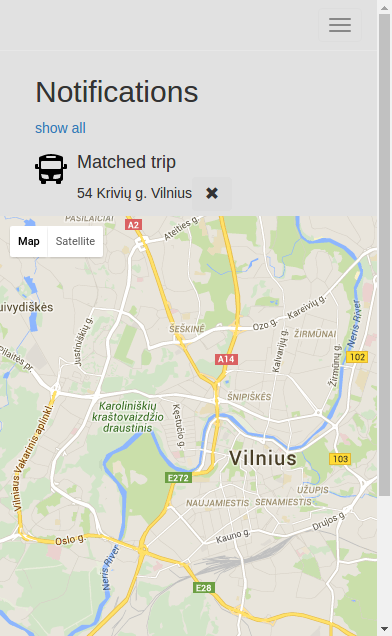 Notifications
show all
Matched trip
54 Krivių g. Vilnius
PAŠILAIČIAI
A2
Ateities g.
Map
Satellite
uivydiškės
Justiniškių g.
ŠEŠKINĖ
Ozo g.
Kareivių g.
ŽIRMŪNAI
Neris River
Pilaitės pr.
A14
Kalvarijų g.
Žirmūnų g.
102
ŠNIPIŠKĖS
Karoliniškių
kraštovaizdžio
draustinis
Kęstučio g.
Vilniaus Vakarinis aplinkl.
Vilnius
103
E272
UŽUPIS
NAUJAMIESTIS
SENAMIESTIS
Drujos g.
Kauno g.
Oslo g.
Neris River
E28